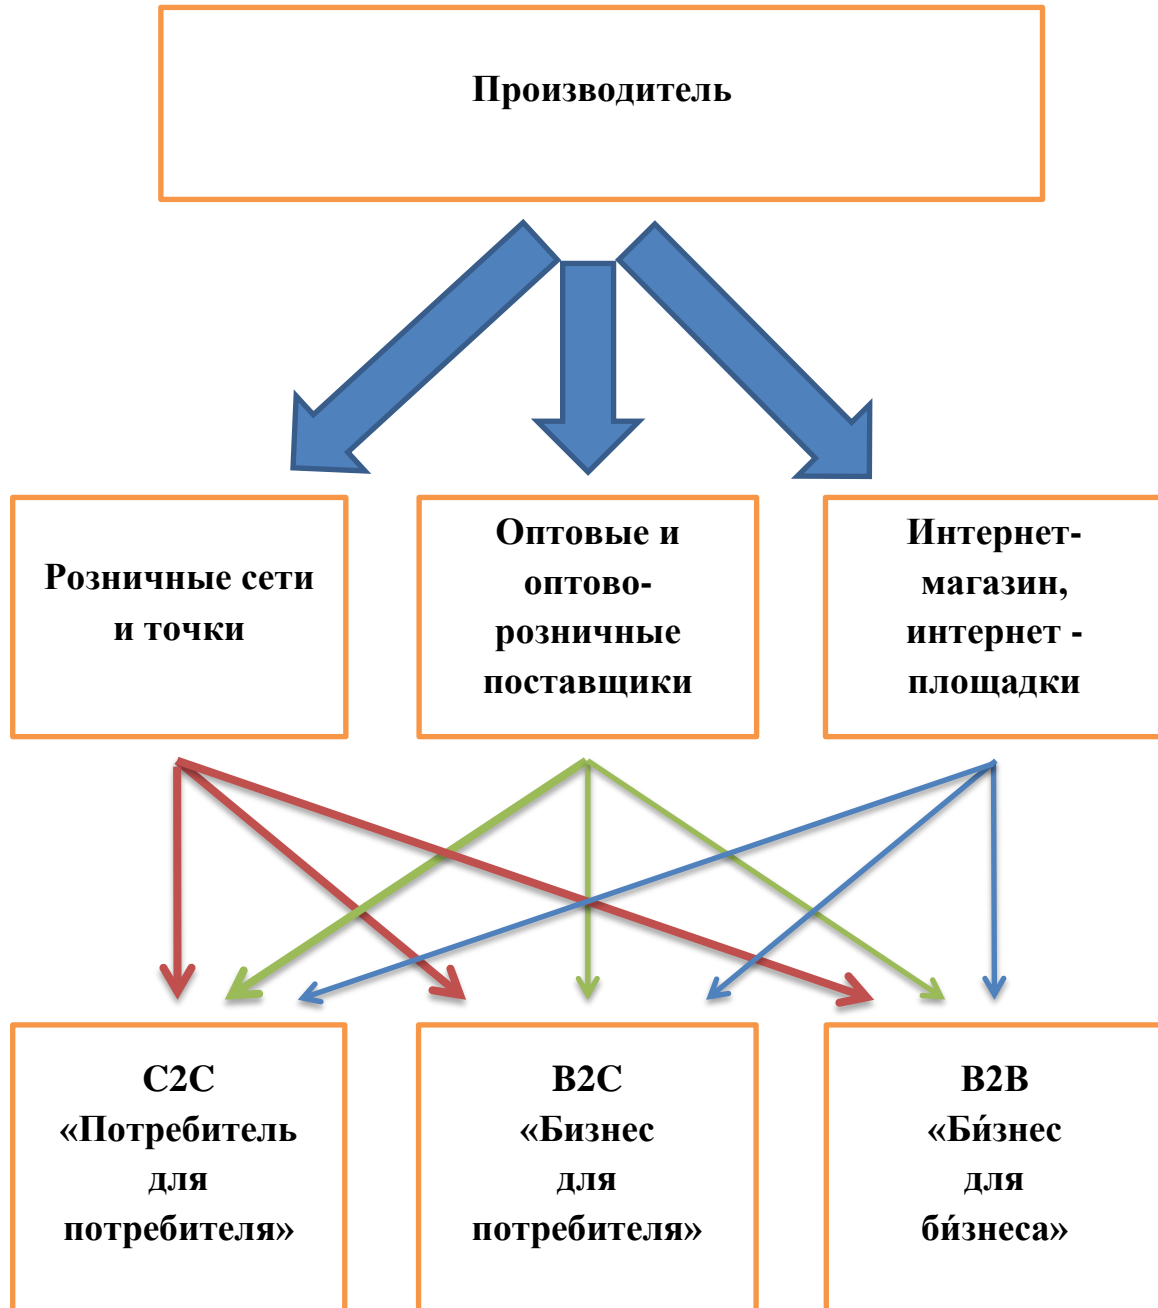 Производитель
Розничные сети
и точки
Оптовые и
оптово-
розничные
поставщики
Интернет-
магазин,
интернет -
площадки
C2C
«Потребитель
для
потребителя»
B2C
«Бизнес
для
потребителя»
B2B
«Би́знес
для
би́знеса»